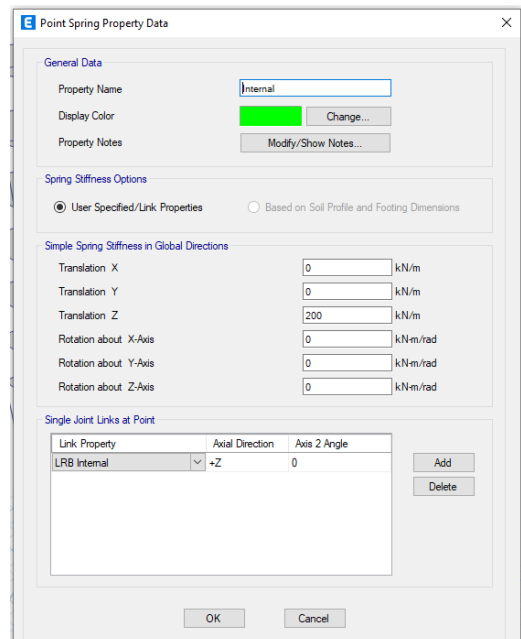 E Point Spring Property Data
General Data
Property Name Internal
Display Color Change...
Property Notes Modify/Show Notes...
Spring Stiffness Options
User Specified/Link Properties Based on Soil Profile and Footing Dimensions
Simple Spring Stiffness in Global Directions
Translation X 0 kN/m
Translation Y 0 kN/m
Translation Z 200 kN/m
Rotation about X-Axis 0 kN-m/rad
Rotation about Y-Axis 0 kN-m/rad
Rotation about Z-Axis 0 kN-m/rad
Single Joint Links at Point
Link Property Axial Direction Axis 2 Angle
LRB Internal +Z 0
Add
Delete
OK Cancel